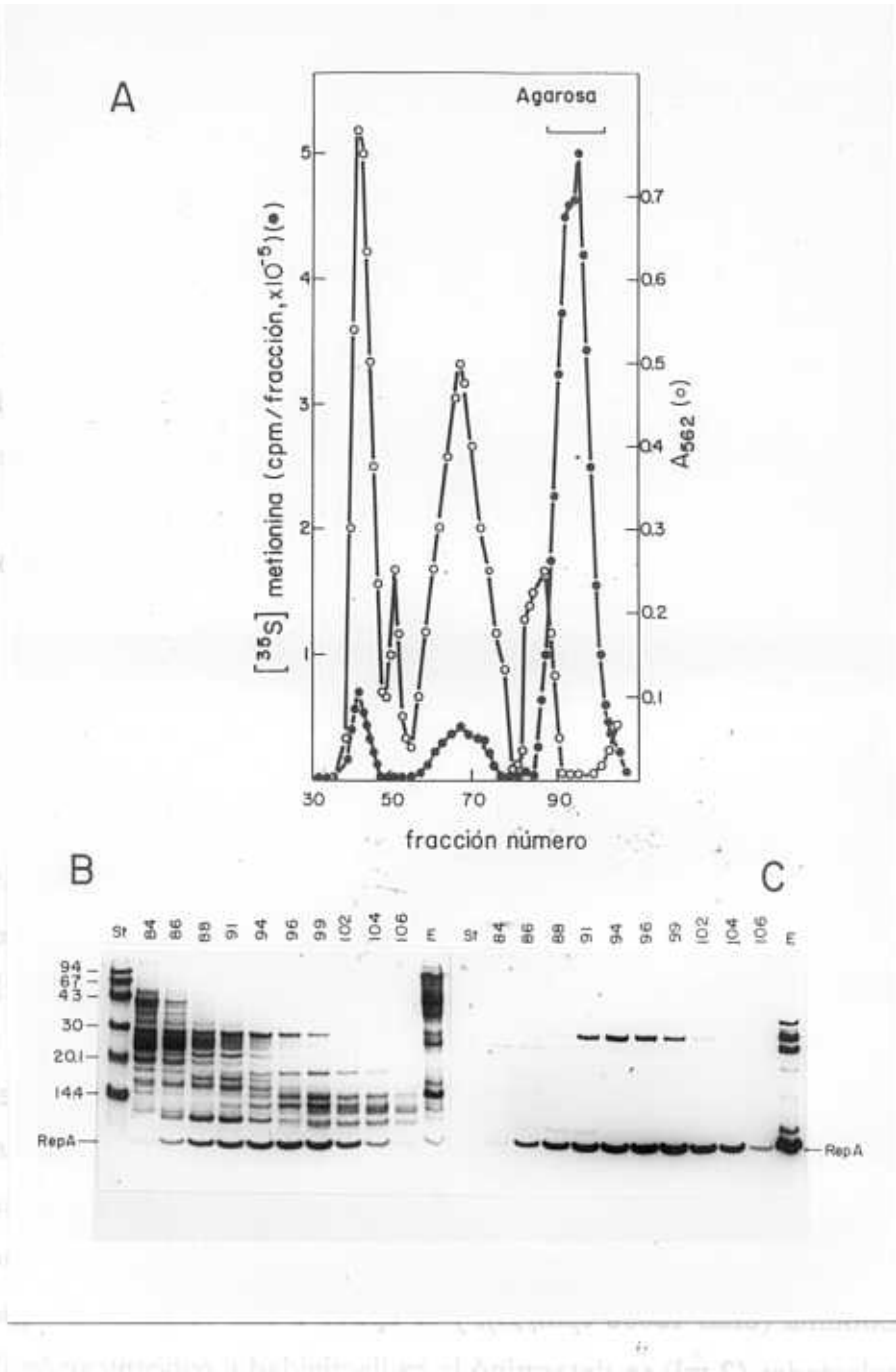 A
Agarosa
5
4
3
2
1
[³⁵S] metionina (cpm/fracción, x10⁻⁵)(●)
0.7
0.6
0.5
0.4
0.3
0.2
0.1
A562 (○)
30 50 70 90
fracción número
B
C
St 84 86 88 91 94 96 99 102 104 106 E
St 84 86 88 91 94 96 99 102 104 106 E
94
67
43
30
20.1
14.4
RepA
RepA